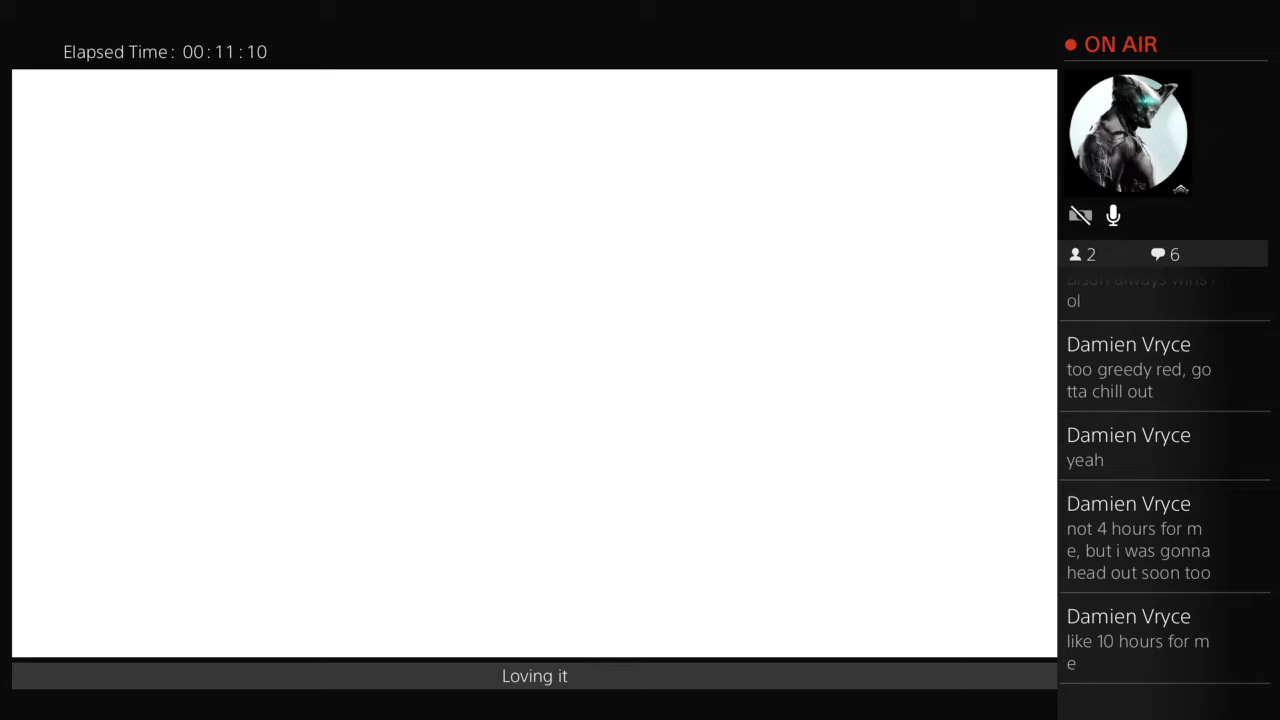 Elapsed Time: 00:11:10
ON AIR
2 6
always wins l
ol
Damien Vryce
too greedy red, go
tta chill out
Damien Vryce
yeah
Damien Vryce
not 4 hours for m
e, but i was gonna
head out soon too
Damien Vryce
like 10 hours for m
e
Loving it